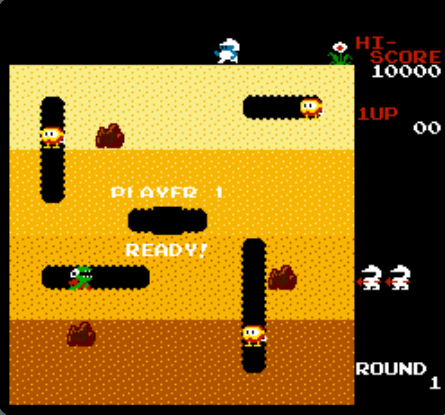 HI-
SCORE
10000
1UP
00
PLAYER 1
READY!
ROUND
1